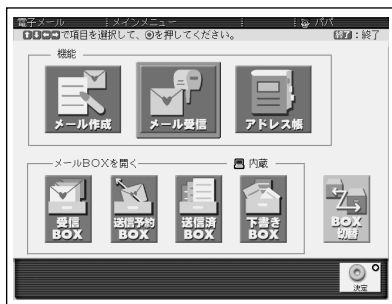 電子メール メインメニュー パパ
で項目を選択して、◎を押してください。 終了:終了
機能
メール作成 メール受信 アドレス帳
メールBOXを開く 内蔵
受信BOX 送信予約BOX 送信済BOX 下書きBOX BOX切替
決定